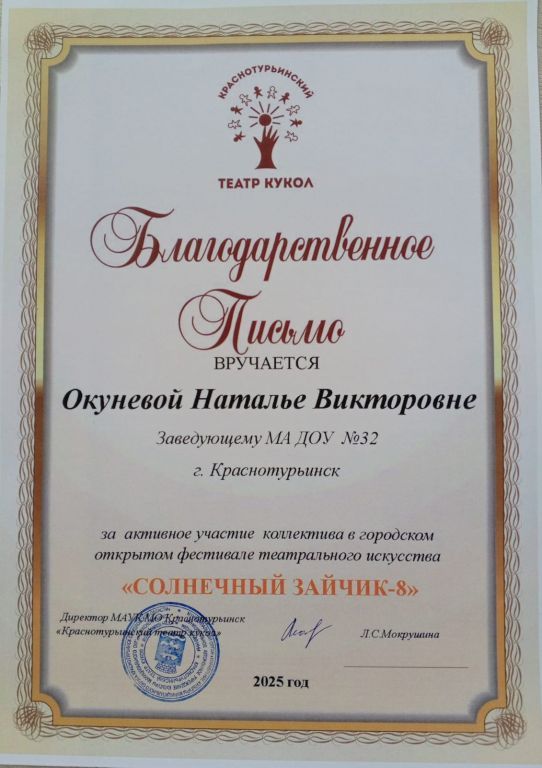 КРАСНОТУРЬИНСКИЙ
ТЕАТР КУКОЛ
Благодарственное
Письмо
ВРУЧАЕТСЯ
Окуневой Наталье Викторовне
Заведующему МА ДОУ №32
г. Краснотурьинск
за активное участие коллектива в городском
открытом фестивале театрального искусства
«СОЛНЕЧНЫЙ ЗАЙЧИК-8»
Директор МАУК МО Краснотурьинск
«Краснотурьинский театр кукол»
Л.С.Мокрушина
2025 год